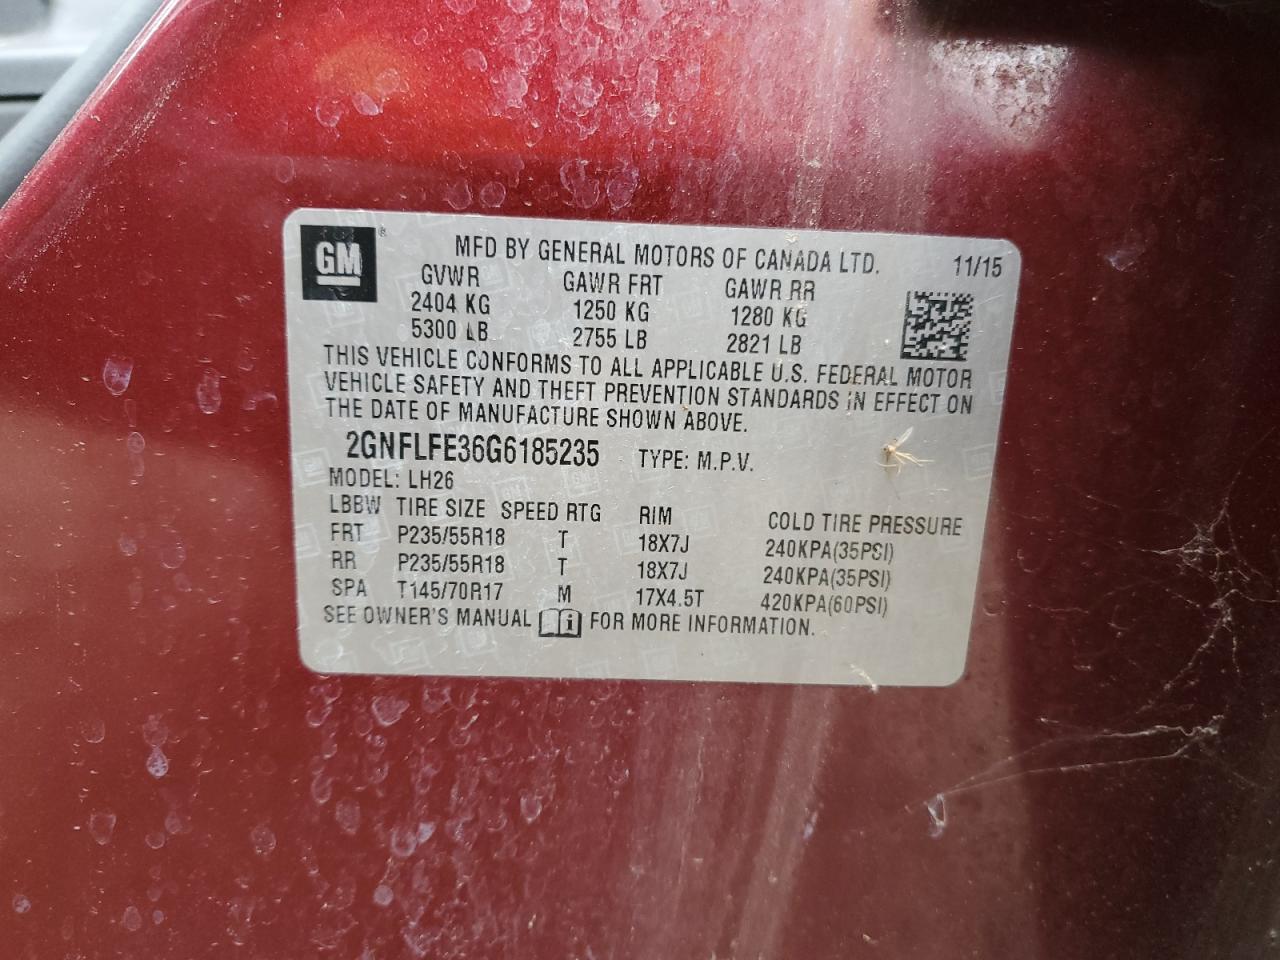 GM ®
MFD BY GENERAL MOTORS OF CANADA LTD. 11/15
GVWR GAWR FRT GAWR RR
2404 KG 1250 KG 1280 KG
5300 LB 2755 LB 2821 LB
THIS VEHICLE CONFORMS TO ALL APPLICABLE U.S. FEDERAL MOTOR
VEHICLE SAFETY AND THEFT PREVENTION STANDARDS IN EFFECT ON
THE DATE OF MANUFACTURE SHOWN ABOVE.
2GNFLFE36G6185235 TYPE: M.P.V.
MODEL: LH26
LBBW TIRE SIZE SPEED RTG RIM COLD TIRE PRESSURE
FRT P235/55R18 T 18X7J 240KPA(35PSI)
RR P235/55R18 T 18X7J 240KPA(35PSI)
SPA T145/70R17 M 17X4.5T 420KPA(60PSI)
SEE OWNER'S MANUAL i FOR MORE INFORMATION.